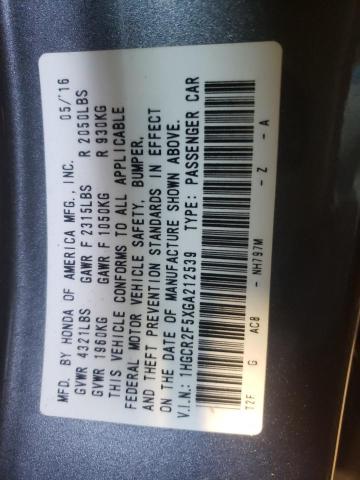 MFD. BY HONDA OF AMERICA MFG., INC. 05/'16
GVWR 4321LBS GAWR F 2315LBS R 2050LBS
GVWR 1960KG GAWR F 1050KG R 930KG
THIS VEHICLE CONFORMS TO ALL APPLICABLE
FEDERAL MOTOR VEHICLE SAFETY, BUMPER,
AND THEFT PREVENTION STANDARDS IN EFFECT
ON THE DATE OF MANUFACTURE SHOWN ABOVE.
V.I.N.: 1HGCR2F5XGA212539 TYPE: PASSENGER CAR
T2F G AC8 - NH797M - Z - A